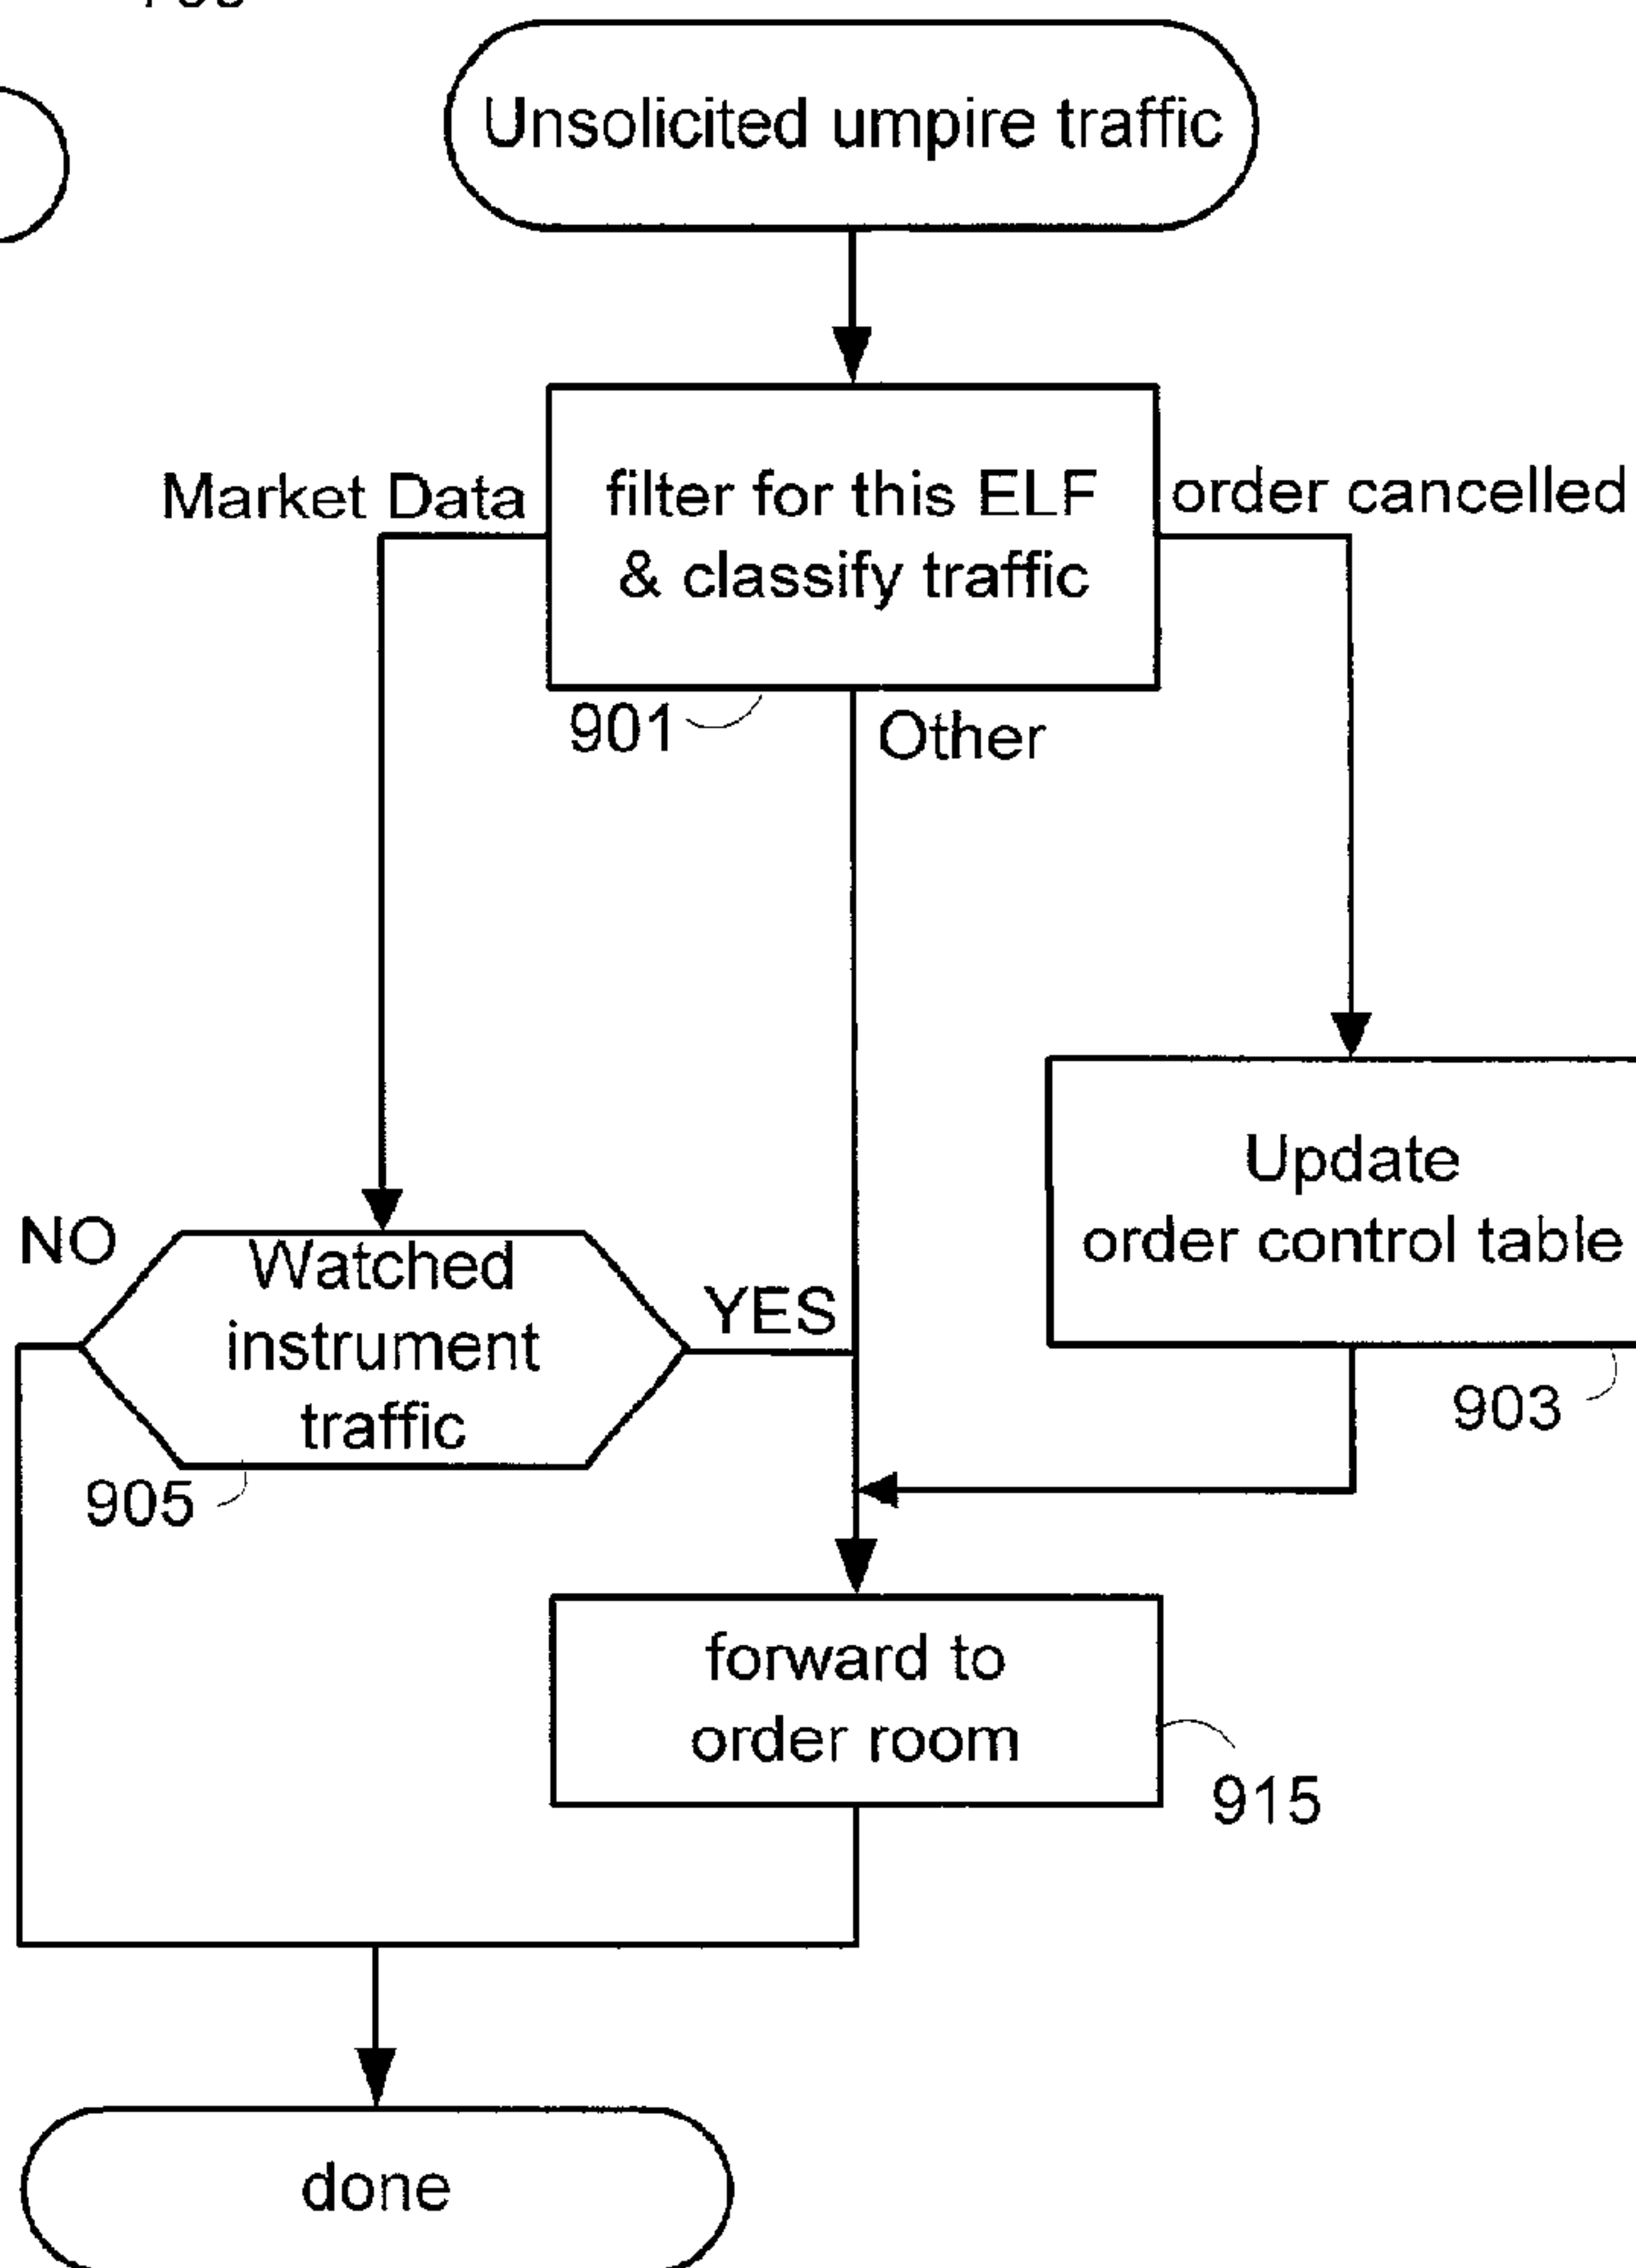 Unsolicited umpire traffic
Market Data
filter for this ELF
& classify traffic
order cancelled
901
Other
Update
order control table
903
NO
Watched
instrument
traffic
YES
905
forward to
order room
915
done